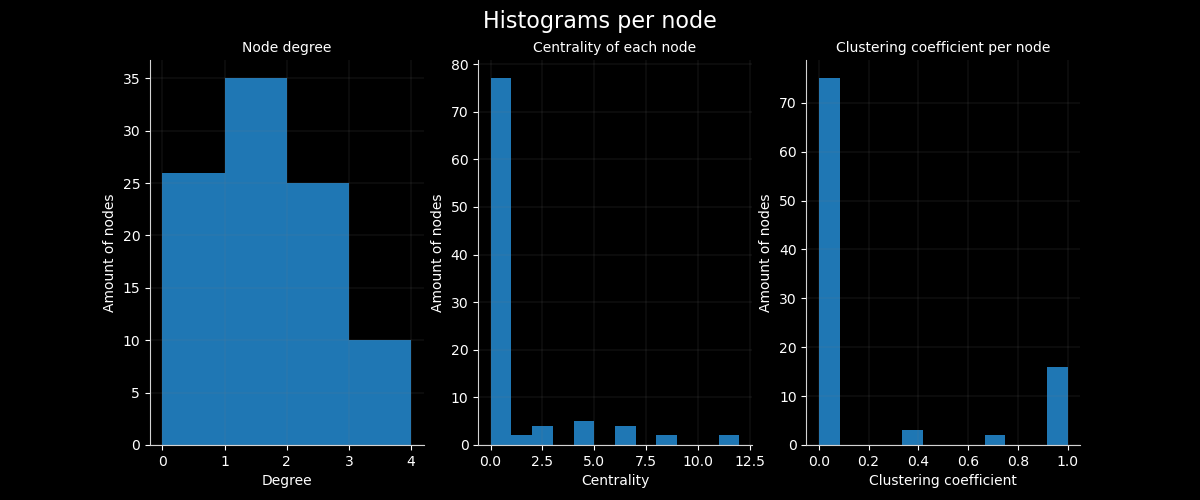 Histograms per node
Node degree
Amount of nodes
35
30
25
20
15
10
5
0
0 1 2 3 4
Degree
Centrality of each node
Amount of nodes
80
70
60
50
40
30
20
10
0
0.0 2.5 5.0 7.5 10.0 12.5
Centrality
Clustering coefficient per node
Amount of nodes
70
60
50
40
30
20
10
0
0.0 0.2 0.4 0.6 0.8 1.0
Clustering coefficient